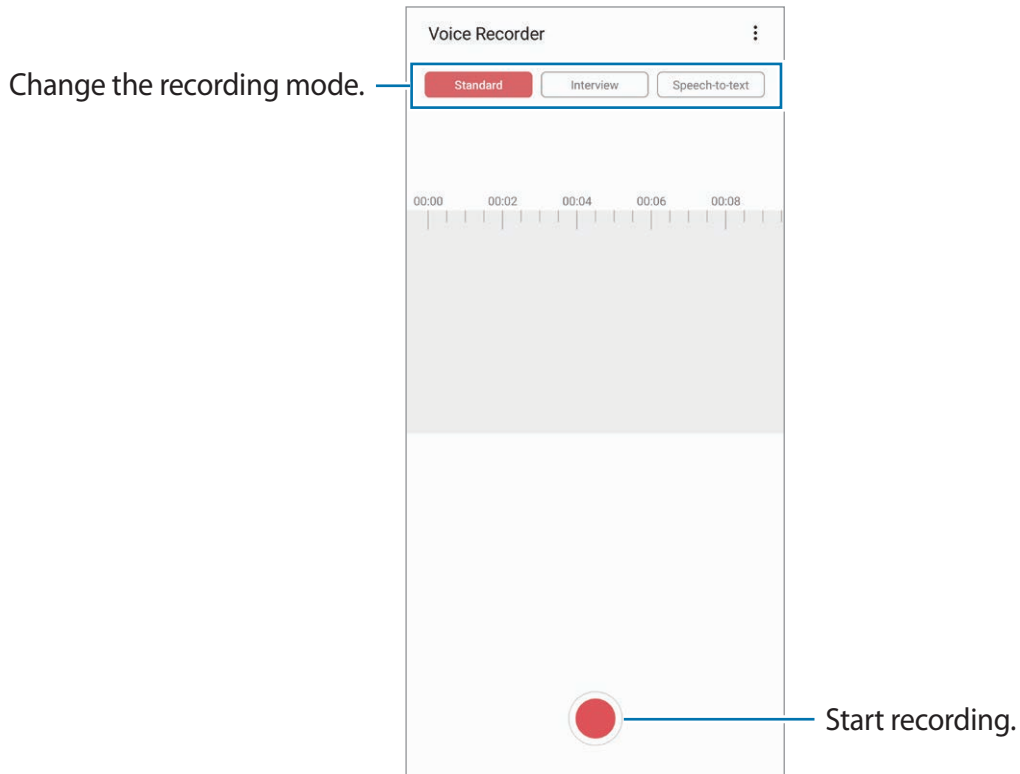 Voice Recorder
Change the recording mode.
Standard Interview Speech-to-text
00:00 00:02 00:04 00:06 00:08
Start recording.